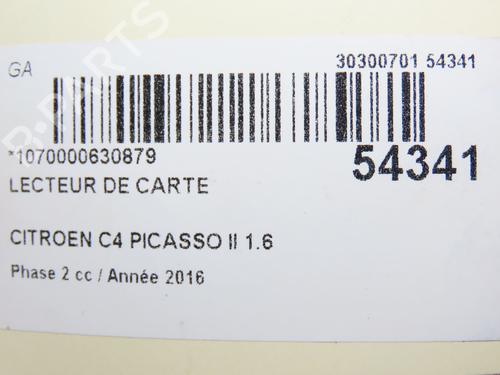 GA
30300701 54341
*1070000630879
54341
LECTEUR DE CARTE
CITROEN C4 PICASSO II 1.6
Phase 2 cc / Année 2016
B-PARTS